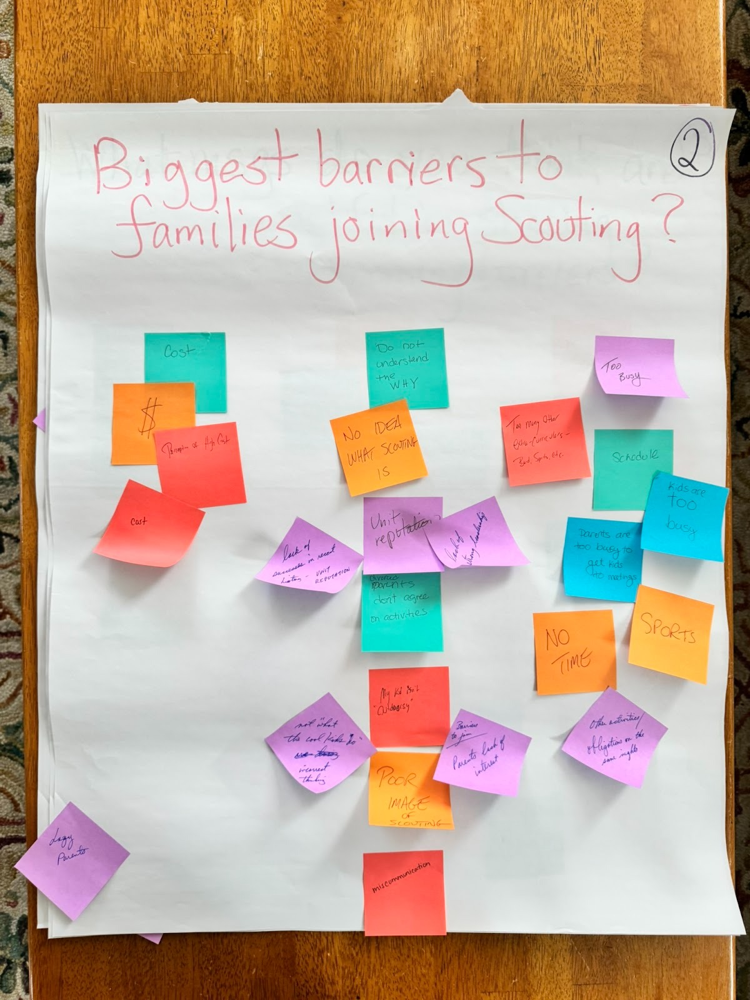 2
Biggest barriers to
families joining Scouting?
Cost
$
Perception of High Cost
cost
Do not
understand
the
WHY
NO IDEA
WHAT SCOUTING
IS
Unit
reputation
lack of
successes in recent
history - UNIT
REPUTATION
lack of
strong leadership
divorced
parents
don't agree
on activities
My kid isn't
"Outdoorsy"
not "what
the cool kids do"
incorrect
thinking
Barriers
to join
Parents lack of
interest
POOR
IMAGE
OF
SCOUTING
miscommunication
Too
Busy
Too Many Other
extra-curriculars -
Band, Sports, etc.
Schedule
Kids are
too
busy
Parents are
too busy to
get kids
to meetings
SPORTS
NO
TIME
Other activities/
obligations on the
same nights
Lazy
Parents